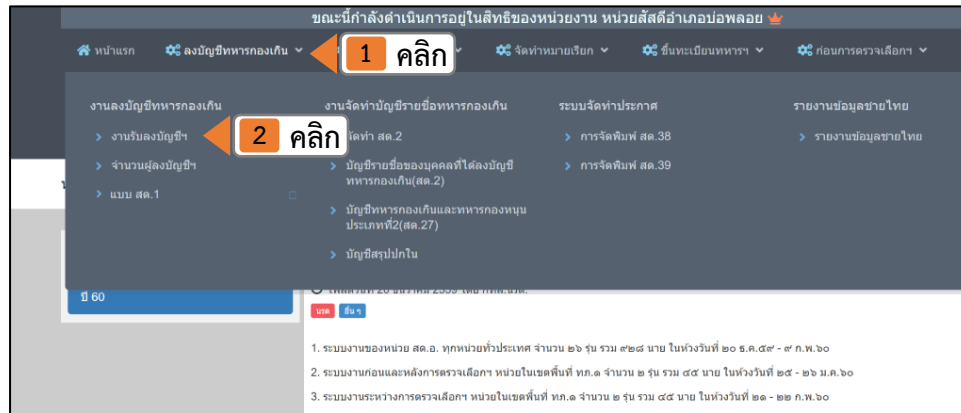 ขณะนี้กำลังดำเนินการอยู่ในสิทธิของหน่วยงาน หน่วยสัสดีอำเภอบ่อพลอย
หน้าแรก ลงบัญชีทหารกองเกิน 1 คลิก จัดทำหมายเรียก ขึ้นทะเบียนทหารฯ ก่อนการตรวจเลือกฯ
งานลงบัญชีทหารกองเกิน งานจัดทำบัญชีรายชื่อทหารกองเกิน ระบบจัดทำประกาศ รายงานข้อมูลชายไทย
งานรับลงบัญชีฯ 2 คลิก จัดทำ สด.2 การจัดพิมพ์ สด.38 รายงานข้อมูลชายไทย
จำนวนผู้ลงบัญชีฯ บัญชีรายชื่อของบุคคลที่ได้ลงบัญชี การจัดพิมพ์ สด.39
ทหารกองเกิน(สด.2)
แบบ สด.1
บัญชีทหารกองเกินและทหารกองหนุน
ประเภทที่2(สด.27)
บัญชีสรุปปกใน
ปี 60
นรด อื่น ๆ
1. ระบบงานของหน่วย สด.อ. ทุกหน่วยทั่วประเทศ จำนวน ๒๖ รุ่น รวม ๙๒๘ นาย ในห้วงวันที่ ๒๐ ธ.ค.๕๙ - ๙ ก.พ.๖๐
2. ระบบงานก่อนและหลังการตรวจเลือกฯ หน่วยในเขตพื้นที่ ทภ.๑ จำนวน ๒ รุ่น รวม ๔๕ นาย ในห้วงวันที่ ๒๕ - ๒๖ ม.ค.๖๐
3. ระบบงานระหว่างการตรวจเลือกฯ หน่วยในเขตพื้นที่ ทภ.๑ จำนวน ๒ รุ่น รวม ๔๕ นาย ในห้วงวันที่ ๒๑ - ๒๒ ก.พ.๖๐